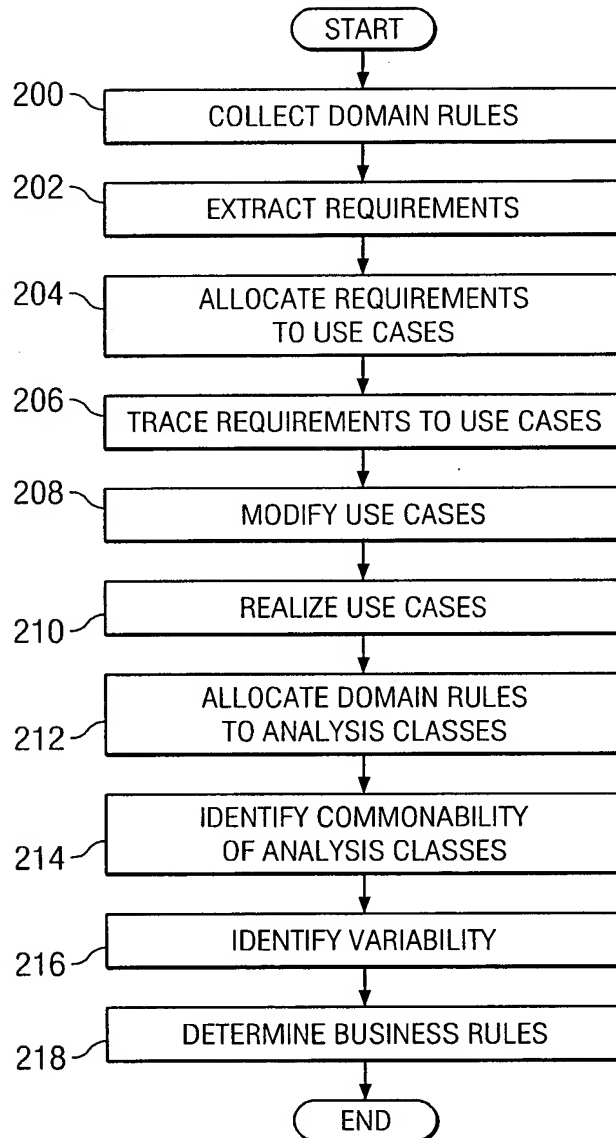 START
200
COLLECT DOMAIN RULES
202
EXTRACT REQUIREMENTS
204
ALLOCATE REQUIREMENTS
TO USE CASES
206
TRACE REQUIREMENTS TO USE CASES
208
MODIFY USE CASES
210
REALIZE USE CASES
212
ALLOCATE DOMAIN RULES
TO ANALYSIS CLASSES
214
IDENTIFY COMMONABILITY
OF ANALYSIS CLASSES
216
IDENTIFY VARIABILITY
218
DETERMINE BUSINESS RULES
END